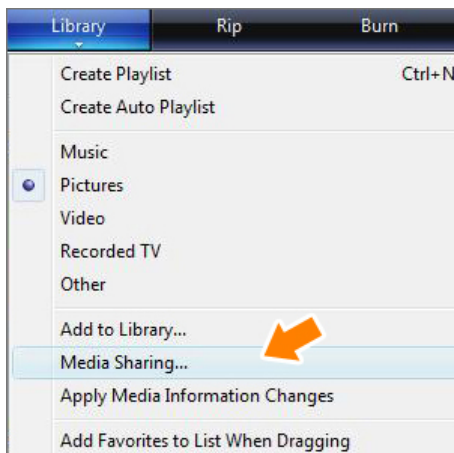 Library Rip Burn
Create Playlist Ctrl+N
Create Auto Playlist
Music
Pictures
Video
Recorded TV
Other
Add to Library...
Media Sharing...
Apply Media Information Changes
Add Favorites to List When Dragging